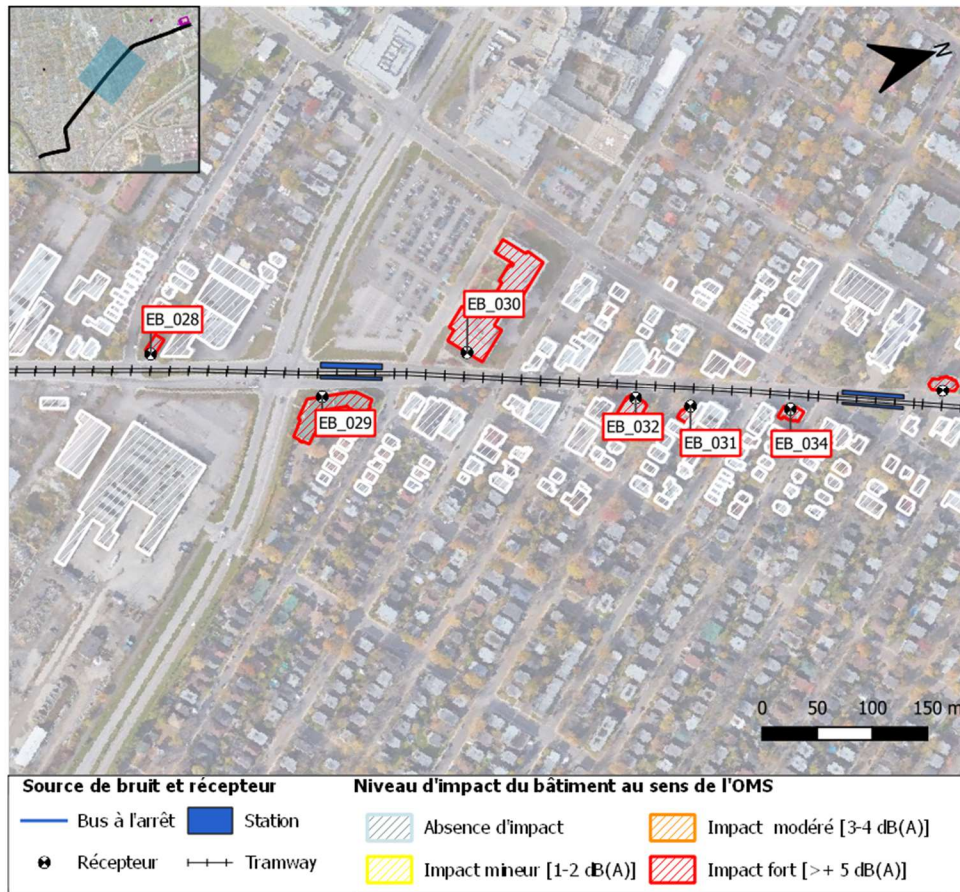 N
EB_028
EB_030
EB_029
EB_032
EB_031
EB_034
0 50 100 150 m
Source de bruit et récepteur
Bus à l'arrêt
Station
Récepteur
Tramway
Niveau d'impact du bâtiment au sens de l'OMS
Absence d'impact
Impact modéré [3-4 dB(A)]
Impact mineur [1-2 dB(A)]
Impact fort [>+ 5 dB(A)]